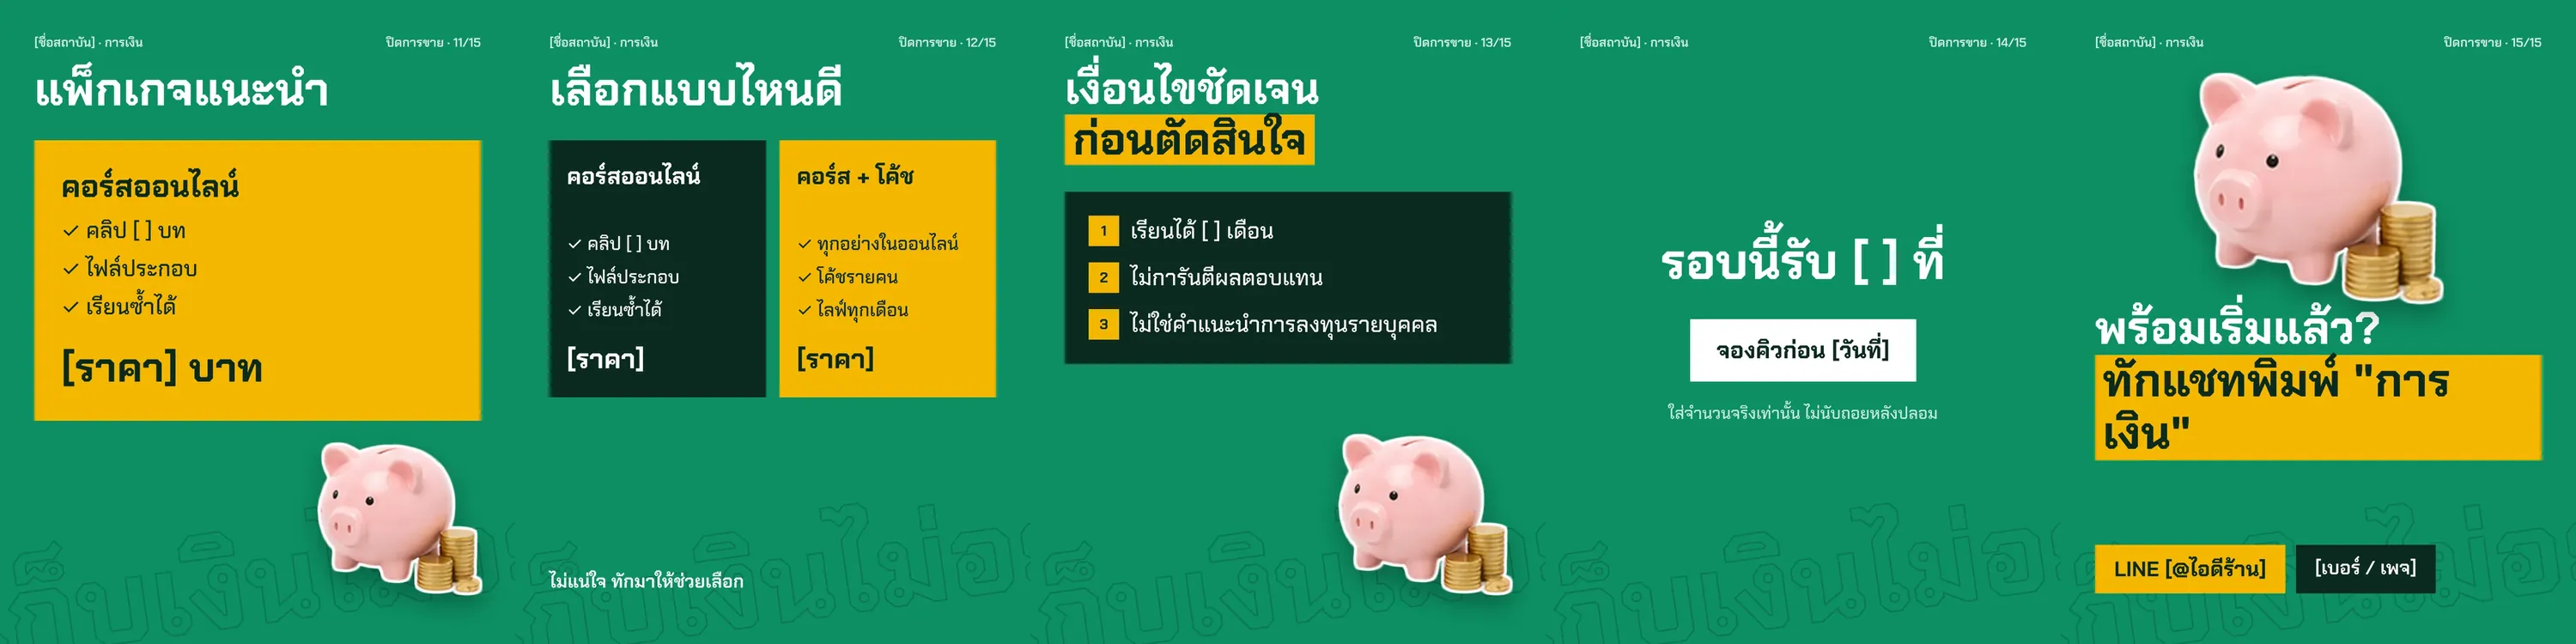 [ชื่อสถาบัน] · การเงิน
ปิดการขาย · 11/15
แพ็กเกจแนะนำ
คอร์สออนไลน์
✓ คลิป [ ] บท
✓ ไฟล์ประกอบ
✓ เรียนซ้ำได้
[ราคา] บาท
[ชื่อสถาบัน] · การเงิน
ปิดการขาย · 12/15
เลือกแบบไหนดี
คอร์สออนไลน์
✓ คลิป [ ] บท
✓ ไฟล์ประกอบ
✓ เรียนซ้ำได้
[ราคา]
คอร์ส + โค้ช
✓ ทุกอย่างในออนไลน์
✓ โค้ชรายคน
✓ ไลฟ์ทุกเดือน
[ราคา]
ไม่แน่ใจ ทักมาให้ช่วยเลือก
[ชื่อสถาบัน] · การเงิน
ปิดการขาย · 13/15
เงื่อนไขชัดเจน
ก่อนตัดสินใจ
1 เรียนได้ [ ] เดือน
2 ไม่การันตีผลตอบแทน
3 ไม่ใช่คำแนะนำการลงทุนรายบุคคล
[ชื่อสถาบัน] · การเงิน
ปิดการขาย · 14/15
รอบนี้รับ [ ] ที่
จองคิวก่อน [วันที่]
ใส่จำนวนจริงเท่านั้น ไม่นับถอยหลังปลอม
[ชื่อสถาบัน] · การเงิน
ปิดการขาย · 15/15
พร้อมเริ่มแล้ว?
ทักแชทพิมพ์ "การ
เงิน"
LINE [@ไอดีร้าน]
[เบอร์ / เพจ]